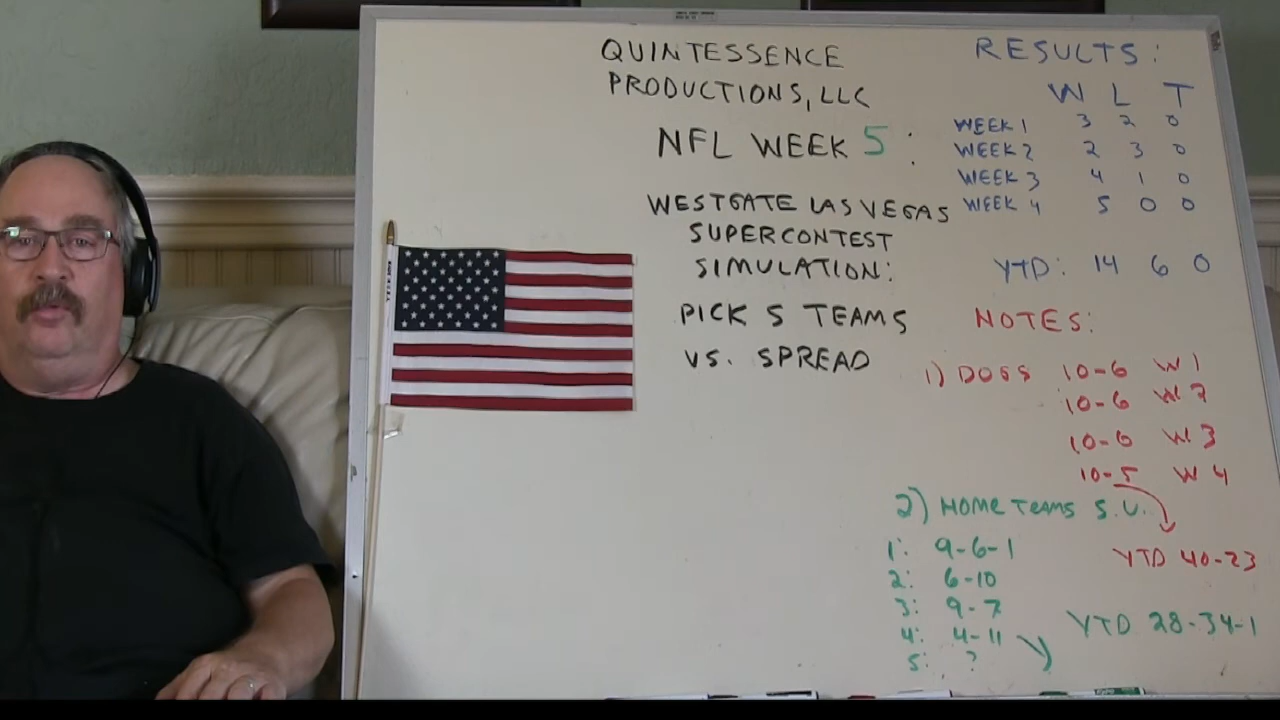 QUINTESSENCE
PRODUCTIONS, LLC
NFL WEEK 5 :
WESTGATE LAS VEGAS
SUPERCONTEST
SIMULATION:
PICK 5 TEAMS
VS. SPREAD
RESULTS:
W L T
WEEK 1 3 2 0
WEEK 2 2 3 0
WEEK 3 4 1 0
WEEK 4 5 0 0
YTD: 14 6 0
NOTES:
1) DOGS 10-6 W 1
10-6 W 2
10-6 W 3
10-5 W 4
YTD 40-23
2) HOME TEAMS S.U.
1: 9-6-1
2: 6-10
3: 9-7
4: 4-11
5: ?
YTD 28-34-1